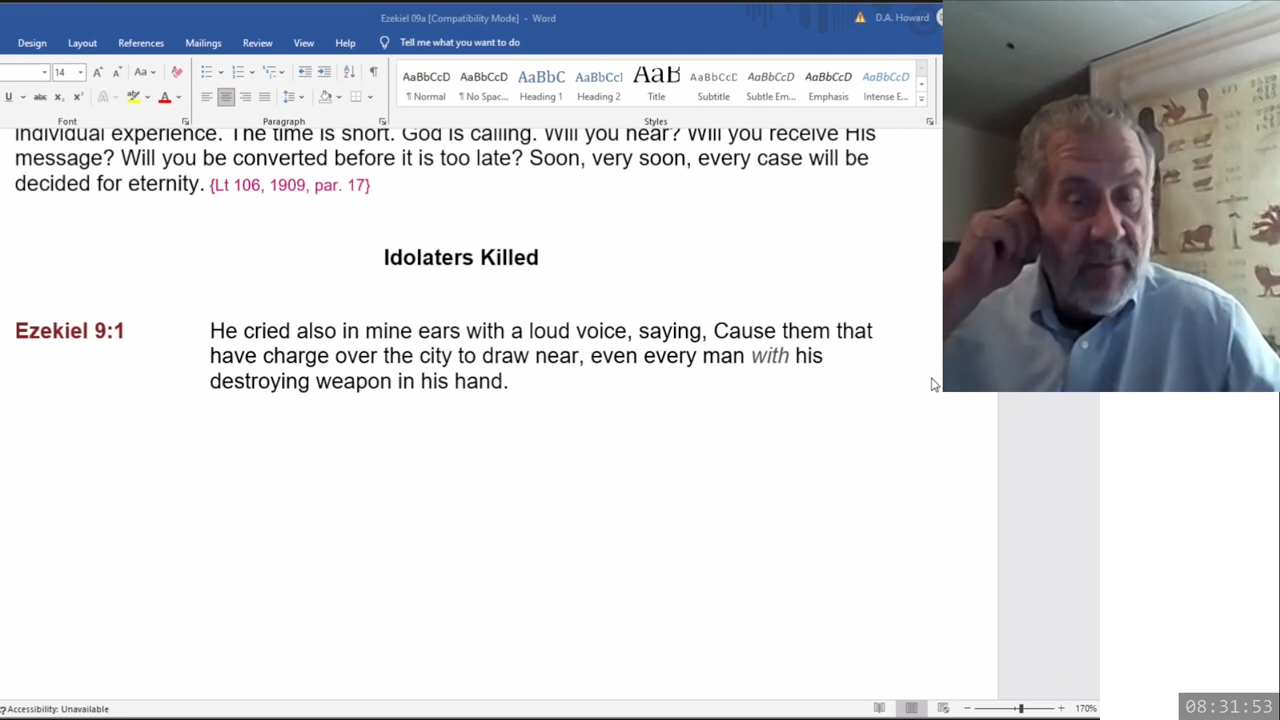 Ezekiel 09a [Compatibility Mode] - Word
D.A. Howard
Design Layout References Mailings Review View Help Tell me what you want to do
14 Aa
AaBbCcD AaBbCcD AaBbC AaBbCcI AaB AaBbCcD AaBbCcD AaBbCcD AaBbCcD
¶ Normal ¶ No Spac... Heading 1 Heading 2 Title Subtitle Subtle Em... Emphasis Intense E...
Font Paragraph Styles
individual experience. The time is short. God is calling. Will you hear? Will you receive His
message? Will you be converted before it is too late? Soon, very soon, every case will be
decided for eternity. {Lt 106, 1909, par. 17}
Idolaters Killed
Ezekiel 9:1 He cried also in mine ears with a loud voice, saying, Cause them that
have charge over the city to draw near, even every man with his
destroying weapon in his hand.
Accessibility: Unavailable
170%
08:31:53